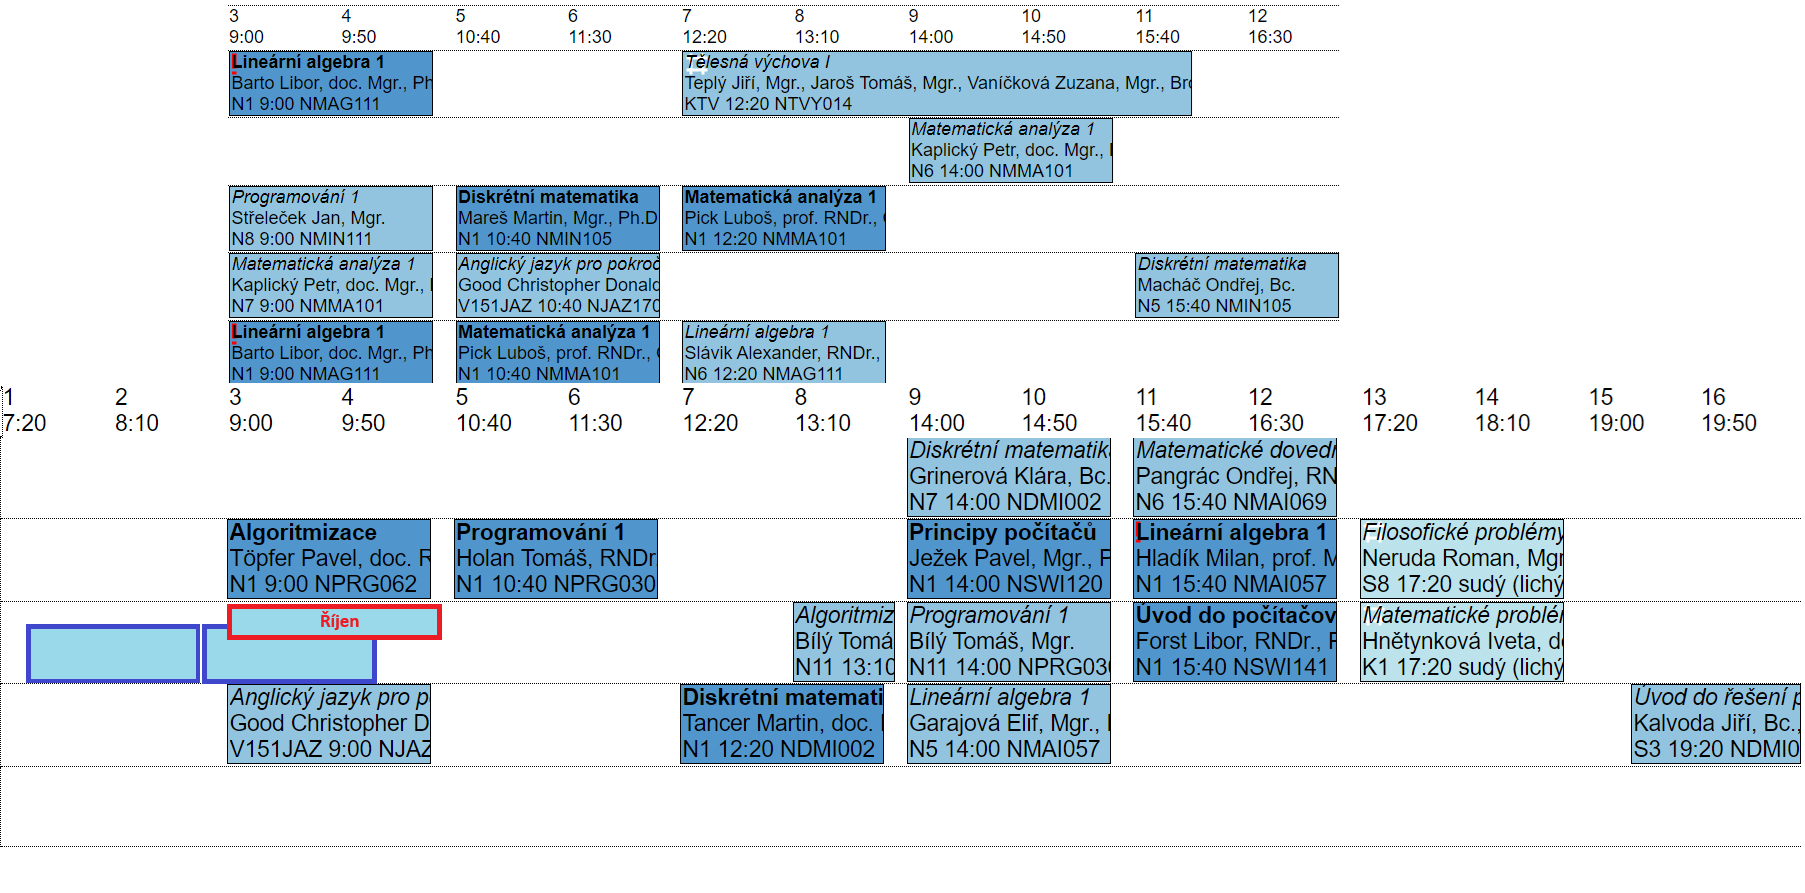 3 4 5 6 7 8 9 10 11 12
9:00 9:50 10:40 11:30 12:20 13:10 14:00 14:50 15:40 16:30
Lineární algebra 1
Barto Libor, doc. Mgr., Ph
N1 9:00 NMAG111
Tělesná výchova I
Teplý Jiří, Mgr., Jaroš Tomáš, Mgr., Vaníčková Zuzana, Mgr., Bro
KTV 12:20 NTVY014
Matematická analýza 1
Kaplický Petr, doc. Mgr.,
N6 14:00 NMMA101
Programování 1
Střeleček Jan, Mgr.
N8 9:00 NMIN111
Diskrétní matematika
Mareš Martin, Mgr., Ph.D
N1 10:40 NMIN105
Matematická analýza 1
Pick Luboš, prof. RNDr.,
N1 12:20 NMMA101
Matematická analýza 1
Kaplický Petr, doc. Mgr.,
N7 9:00 NMMA101
Anglický jazyk pro pokroč
Good Christopher Donald
V151JAZ 10:40 NJAZ170
Diskrétní matematika
Macháč Ondřej, Bc.
N5 15:40 NMIN105
Lineární algebra 1
Barto Libor, doc. Mgr., Ph
N1 9:00 NMAG111
Matematická analýza 1
Pick Luboš, prof. RNDr.,
N1 10:40 NMMA101
Lineární algebra 1
Slávik Alexander, RNDr.,
N6 12:20 NMAG111
1 2 3 4 5 6 7 8 9 10 11 12 13 14 15 16
7:20 8:10 9:00 9:50 10:40 11:30 12:20 13:10 14:00 14:50 15:40 16:30 17:20 18:10 19:00 19:50
Diskrétní matematik
Grinerová Klára, Bc.
N7 14:00 NDMI002
Matematické dovedn
Pangrác Ondřej, RN
N6 15:40 NMAI069
Algoritmizace
Töpfer Pavel, doc. R
N1 9:00 NPRG062
Programování 1
Holan Tomáš, RNDr
N1 10:40 NPRG030
Principy počítačů
Ježek Pavel, Mgr., P
N1 14:00 NSWI120
Lineární algebra 1
Hladík Milan, prof. M
N1 15:40 NMAI057
Filosofické problémy
Neruda Roman, Mgr
S8 17:20 sudý (lichý
Říjen
Algoritmiz
Bílý Tomá
N11 13:10
Programování 1
Bílý Tomáš, Mgr.
N11 14:00 NPRG030
Úvod do počítačov
Forst Libor, RNDr., P
N1 15:40 NSWI141
Matematické problém
Hnětynková Iveta, do
K1 17:20 sudý (lichý
Anglický jazyk pro p
Good Christopher D
V151JAZ 9:00 NJAZ
Diskrétní matemati
Tancer Martin, doc.
N1 12:20 NDMI002
Lineární algebra 1
Garajová Elif, Mgr.,
N5 14:00 NMAI057
Úvod do řešení p
Kalvoda Jiří, Bc.,
S3 19:20 NDMI0